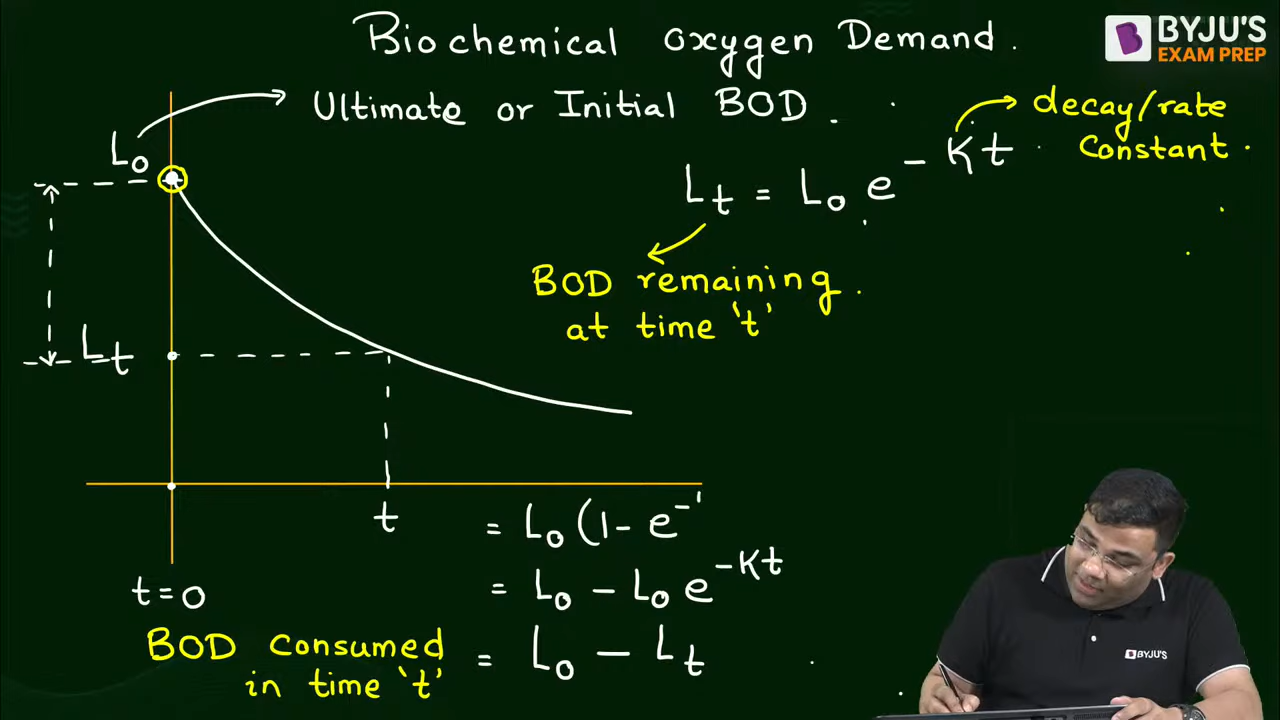 Biochemical oxygen Demand.
BYJU'S
EXAM PREP
Ultimate or Initial BOD.
decay/rate
Constant.
L₀
Lt = L₀ e^-Kt
BOD remaining
at time 't'
Lt
t
= L₀ (1 - e^-
= L₀ - L₀ e^-Kt
t=0
BOD Consumed = L₀ - Lt
in time 't'
BYJU'S